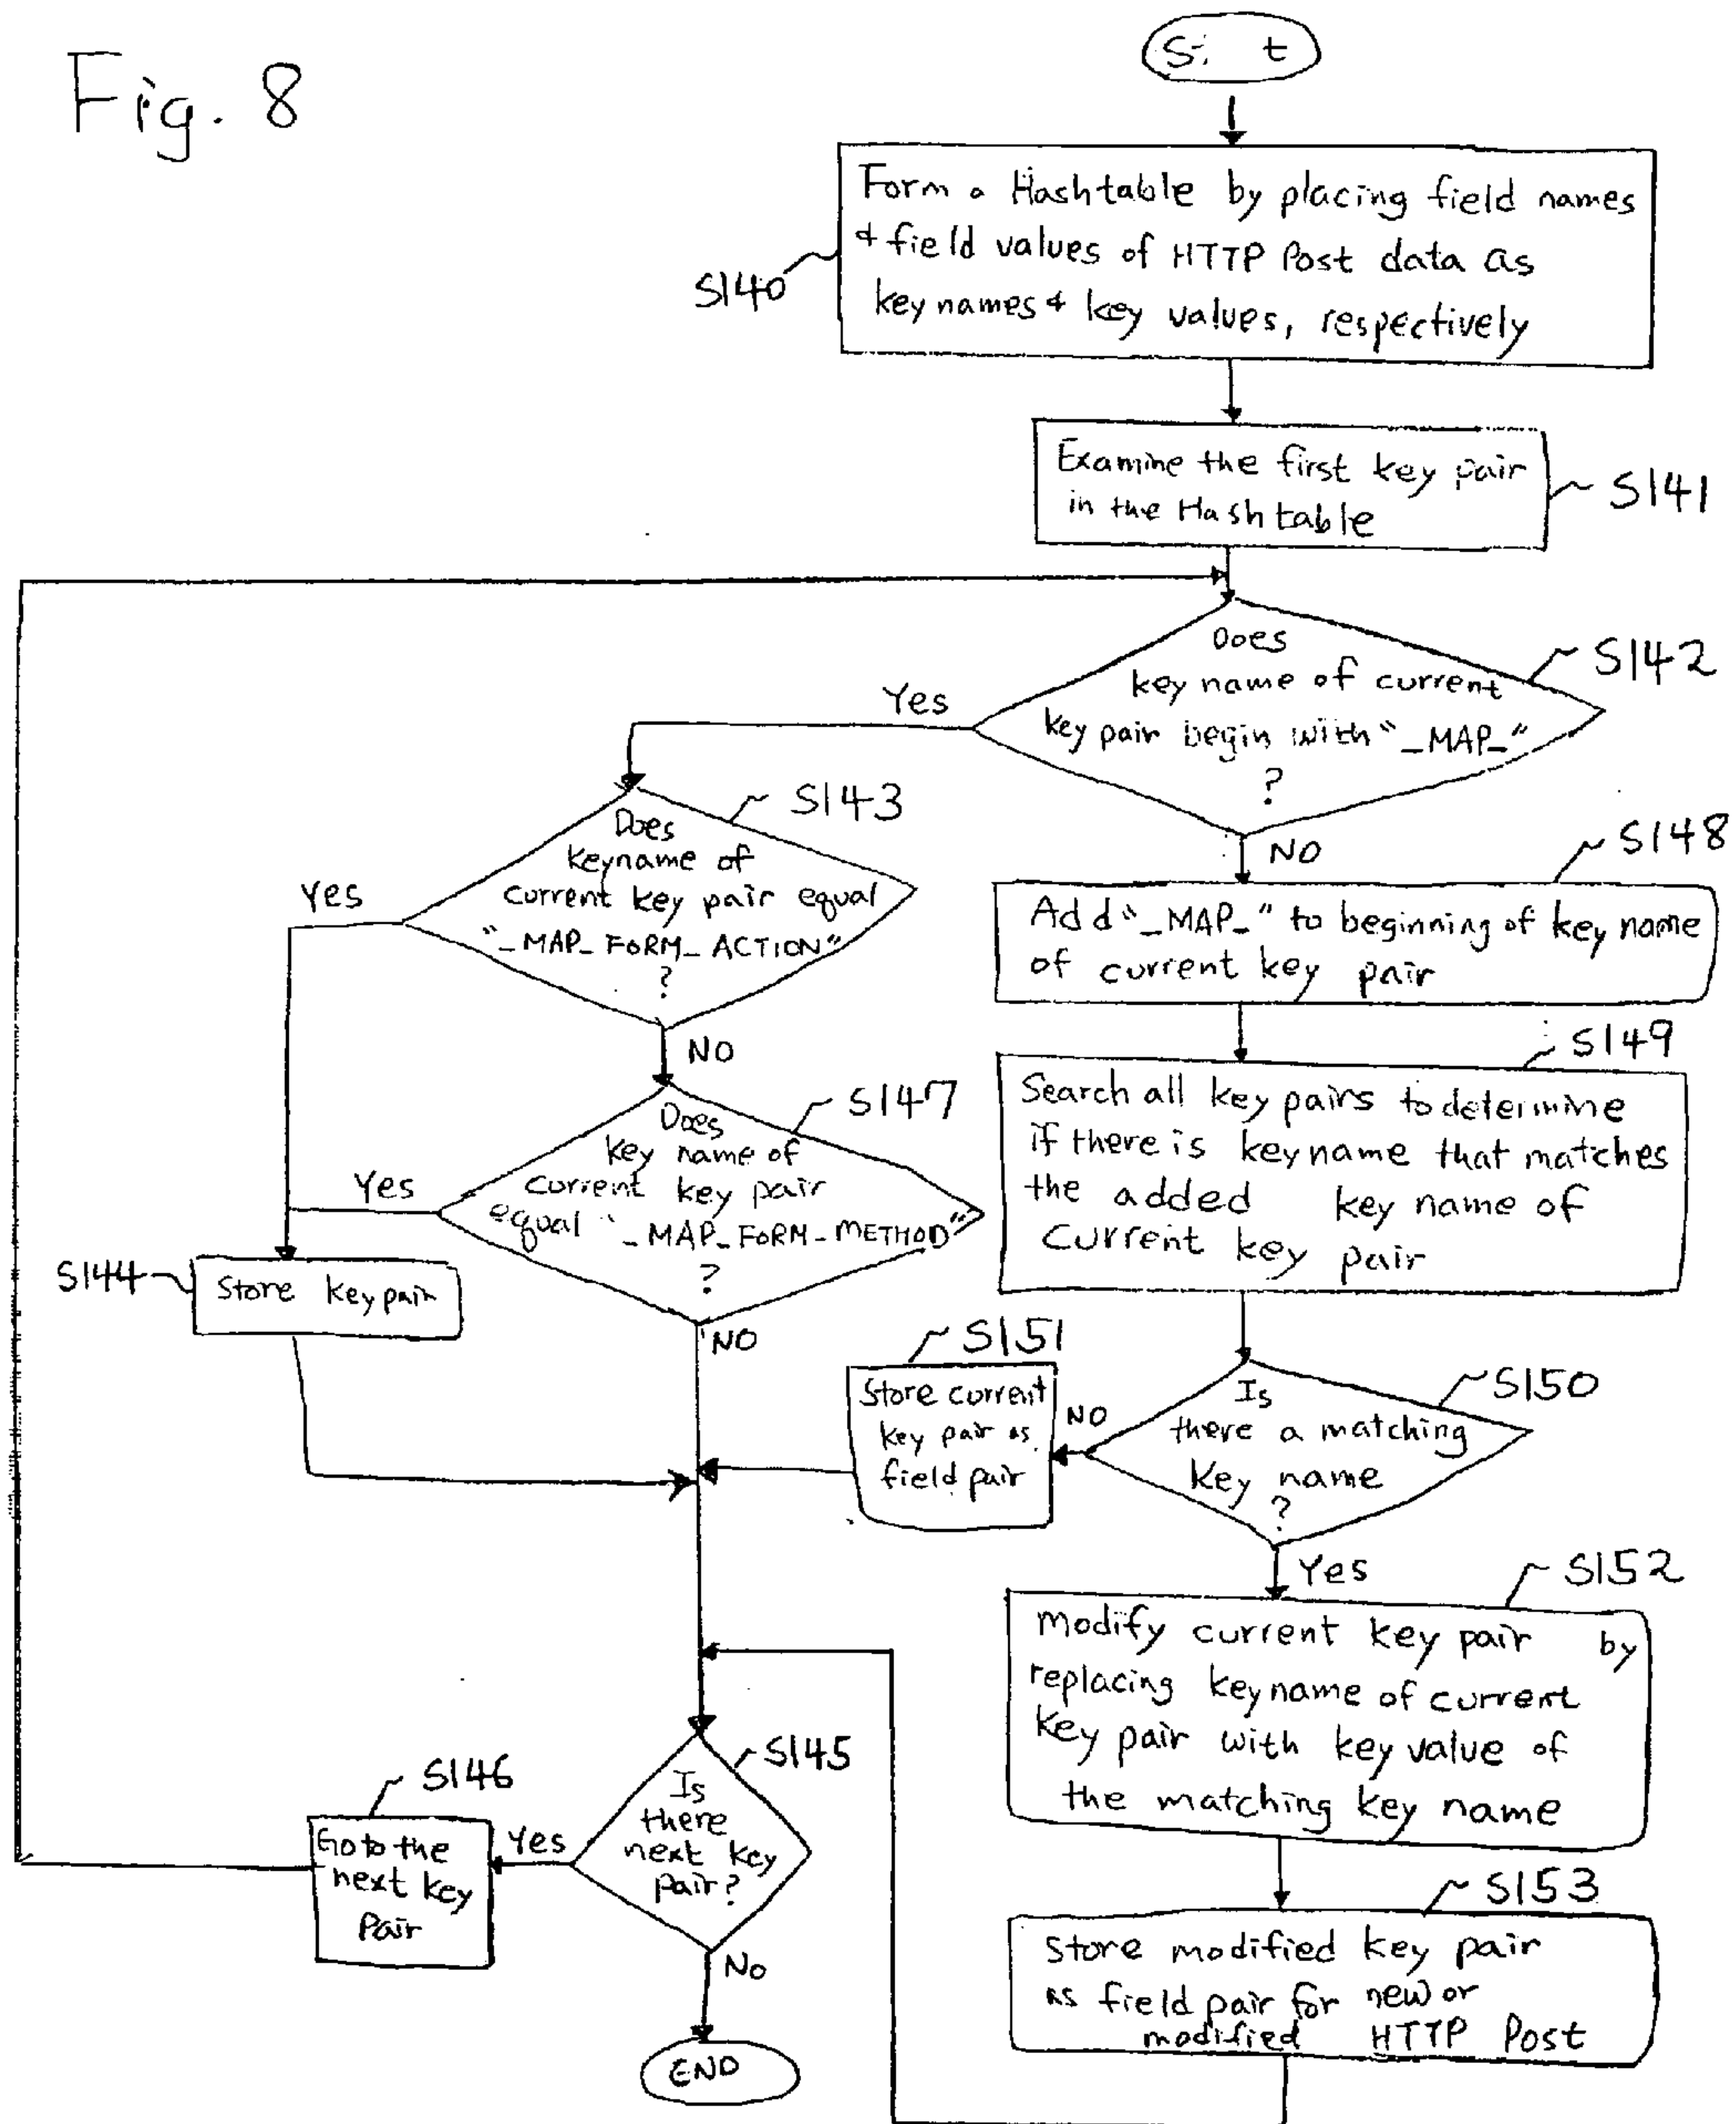 Fig. 8
Form a Hashtable by placing field names
& field values of HTTP Post data as
key names & key values, respectively
S140
Examine the first key pair
in the Hashtable
S141
Does
key name of current
key pair begin with "_MAP_"
?
S142
Yes
NO
Does
keyname of
current key pair equal
"_MAP_FORM_ACTION"
?
S143
Yes
NO
Add "_MAP_" to beginning of key name
of current key pair
S148
Does
key name of
current key pair
equal "_MAP_FORM_METHOD"
?
S147
Yes
NO
Search all key pairs to determine
if there is keyname that matches
the added key name of
current key pair
S149
S144
Store key pair
S151
Store current
key pair as
field pair
NO
Is
there a matching
key name
?
S150
Yes
S152
modify current key pair by
replacing keyname of current
key pair with key value of
the matching key name
S145
Is
there
next key
pair?
Yes
No
S146
Go to the
next key
Pair
S153
store modified key pair
as field pair for new or
modified HTTP Post
END